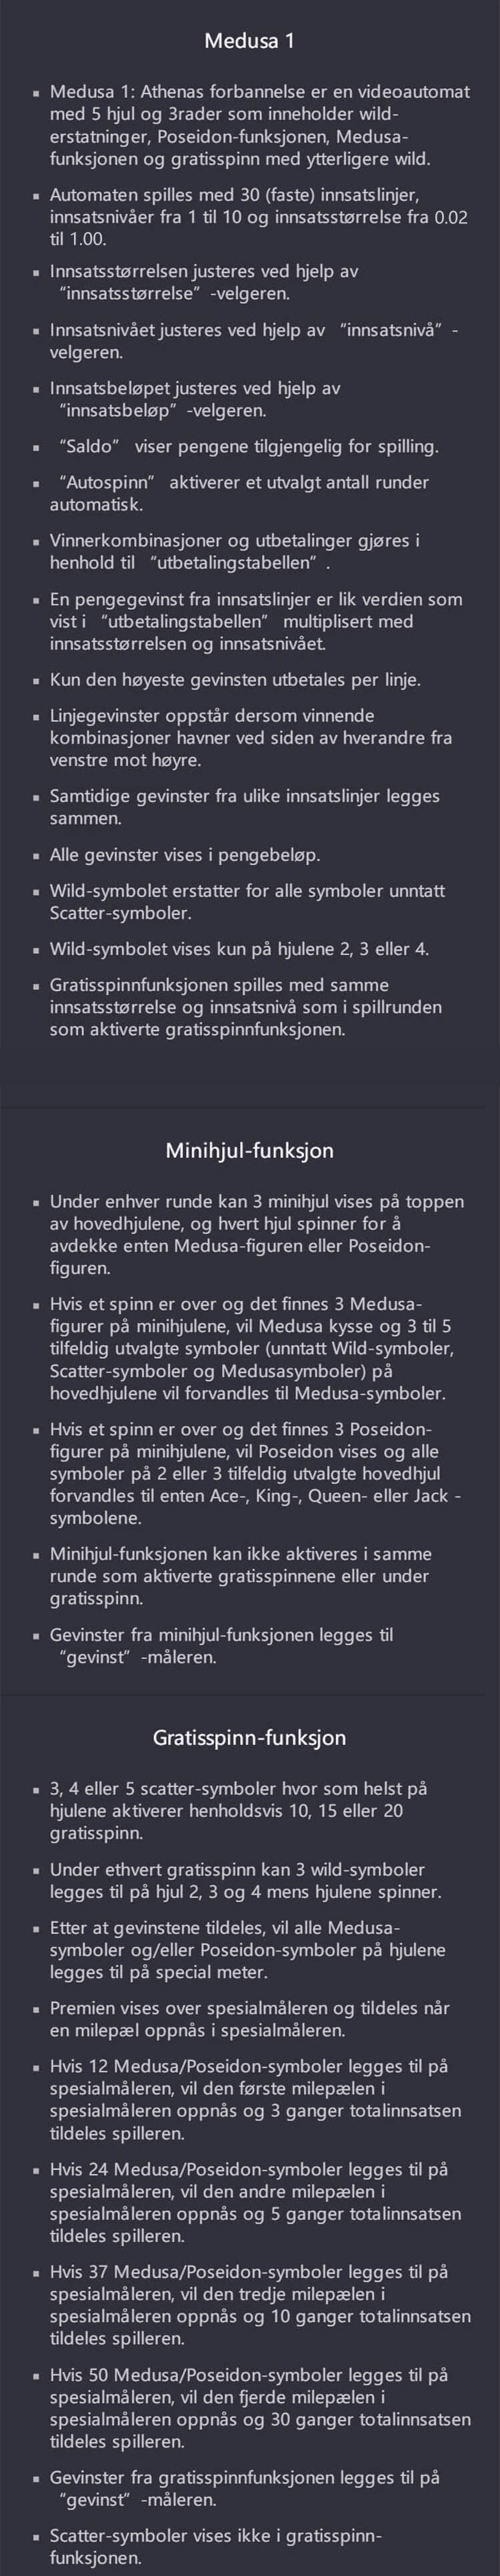 Medusa 1
▪ Medusa 1: Athenas forbannelse er en videoautomat
med 5 hjul og 3rader som inneholder wild-
erstatninger, Poseidon-funksjonen, Medusa-
funksjonen og gratisspinn med ytterligere wild.
▪ Automaten spilles med 30 (faste) innsatslinjer,
innsatsnivåer fra 1 til 10 og innsatsstørrelse fra 0.02
til 1.00.
▪ Innsatsstørrelsen justeres ved hjelp av
“innsatsstørrelse” -velgeren.
▪ Innsatsnivået justeres ved hjelp av “innsatsnivå” -
velgeren.
▪ Innsatsbeløpet justeres ved hjelp av
“innsatsbeløp” -velgeren.
▪ “Saldo” viser pengene tilgjengelig for spilling.
▪ “Autospinn” aktiverer et utvalgt antall runder
automatisk.
▪ Vinnerkombinasjoner og utbetalinger gjøres i
henhold til “utbetalingstabellen” .
▪ En pengegevinst fra innsatslinjer er lik verdien som
vist i “utbetalingstabellen” multiplisert med
innsatsstørrelsen og innsatsnivået.
▪ Kun den høyeste gevinsten utbetales per linje.
▪ Linjegevinster oppstår dersom vinnende
kombinasjoner havner ved siden av hverandre fra
venstre mot høyre.
▪ Samtidige gevinster fra ulike innsatslinjer legges
sammen.
▪ Alle gevinster vises i pengebeløp.
▪ Wild-symbolet erstatter for alle symboler unntatt
Scatter-symboler.
▪ Wild-symbolet vises kun på hjulene 2, 3 eller 4.
▪ Gratisspinnfunksjonen spilles med samme
innsatsstørrelse og innsatsnivå som i spillrunden
som aktiverte gratisspinnfunksjonen.
Minihjul-funksjon
▪ Under enhver runde kan 3 minihjul vises på toppen
av hovedhjulene, og hvert hjul spinner for å
avdekke enten Medusa-figuren eller Poseidon-
figuren.
▪ Hvis et spinn er over og det finnes 3 Medusa-
figurer på minihjulene, vil Medusa kysse og 3 til 5
tilfeldig utvalgte symboler (unntatt Wild-symboler,
Scatter-symboler og Medusasymboler) på
hovedhjulene vil forvandles til Medusa-symboler.
▪ Hvis et spinn er over og det finnes 3 Poseidon-
figurer på minihjulene, vil Poseidon vises og alle
symboler på 2 eller 3 tilfeldig utvalgte hovedhjul
forvandles til enten Ace-, King-, Queen- eller Jack -
symbolene.
▪ Minihjul-funksjonen kan ikke aktiveres i samme
runde som aktiverte gratisspinnene eller under
gratisspinn.
▪ Gevinster fra minihjul-funksjonen legges til
“gevinst” -måleren.
Gratisspinn-funksjon
▪ 3, 4 eller 5 scatter-symboler hvor som helst på
hjulene aktiverer henholdsvis 10, 15 eller 20
gratisspinn.
▪ Under ethvert gratisspinn kan 3 wild-symboler
legges til på hjul 2, 3 og 4 mens hjulene spinner.
▪ Etter at gevinstene tildeles, vil alle Medusa-
symboler og/eller Poseidon-symboler på hjulene
legges til på special meter.
▪ Premien vises over spesialmåleren og tildeles når
en milepæl oppnås i spesialmåleren.
▪ Hvis 12 Medusa/Poseidon-symboler legges til på
spesialmåleren, vil den første milepælen i
spesialmåleren oppnås og 3 ganger totalinnsatsen
tildeles spilleren.
▪ Hvis 24 Medusa/Poseidon-symboler legges til på
spesialmåleren, vil den andre milepælen i
spesialmåleren oppnås og 5 ganger totalinnsatsen
tildeles spilleren.
▪ Hvis 37 Medusa/Poseidon-symboler legges til på
spesialmåleren, vil den tredje milepælen i
spesialmåleren oppnås og 10 ganger totalinnsatsen
tildeles spilleren.
▪ Hvis 50 Medusa/Poseidon-symboler legges til på
spesialmåleren, vil den fjerde milepælen i
spesialmåleren oppnås og 30 ganger totalinnsatsen
tildeles spilleren.
▪ Gevinster fra gratisspinnfunksjonen legges til på
“gevinst” -måleren.
▪ Scatter-symboler vises ikke i gratisspinn-
funksjonen.